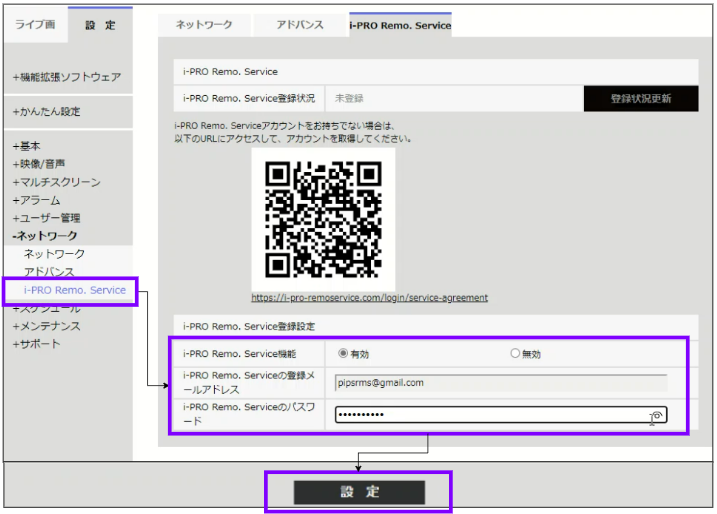 ライブ画
設 定
+機能拡張ソフトウェア
+かんたん設定
+基本
+映像/音声
+マルチスクリーン
+アラーム
+ユーザー管理
-ネットワーク
ネットワーク
アドバンス
i-PRO Remo. Service
+スケジュール
+メンテナンス
+サポート
ネットワーク
アドバンス
i-PRO Remo. Service
i-PRO Remo. Service
i-PRO Remo. Service登録状況
未登録
登録状況更新
i-PRO Remo. Serviceアカウントをお持ちでない場合は、
以下のURLにアクセスして、アカウントを取得してください。
https://i-pro-remoservice.com/login/service-agreement
i-PRO Remo. Service登録設定
i-PRO Remo. Service機能
有効
無効
i-PRO Remo. Serviceの登録メ
ールアドレス
pipsrms@gmail.com
i-PRO Remo. Serviceのパスワ
ード
••••••••••
設 定